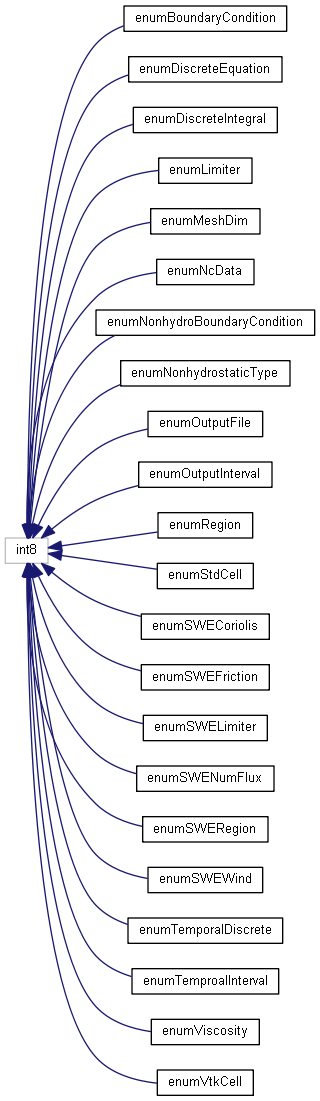 enumBoundaryCondition
enumDiscreteEquation
enumDiscreteIntegral
enumLimiter
enumMeshDim
enumNcData
enumNonhydroBoundaryCondition
enumNonhydrostaticType
enumOutputFile
enumOutputInterval
enumRegion
int8
enumStdCell
enumSWECoriolis
enumSWEFriction
enumSWELimiter
enumSWENumFlux
enumSWERegion
enumSWEWind
enumTemporalDiscrete
enumTemproalInterval
enumViscosity
enumVtkCell